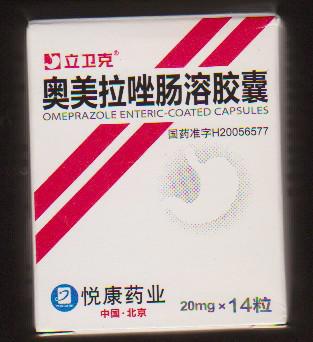 立卫克®
奥美拉唑肠溶胶囊
OMEPRAZOLE ENTERIC-COATED CAPSULES
国药准字H20056577
悦康药业
中国·北京
20mg×14粒